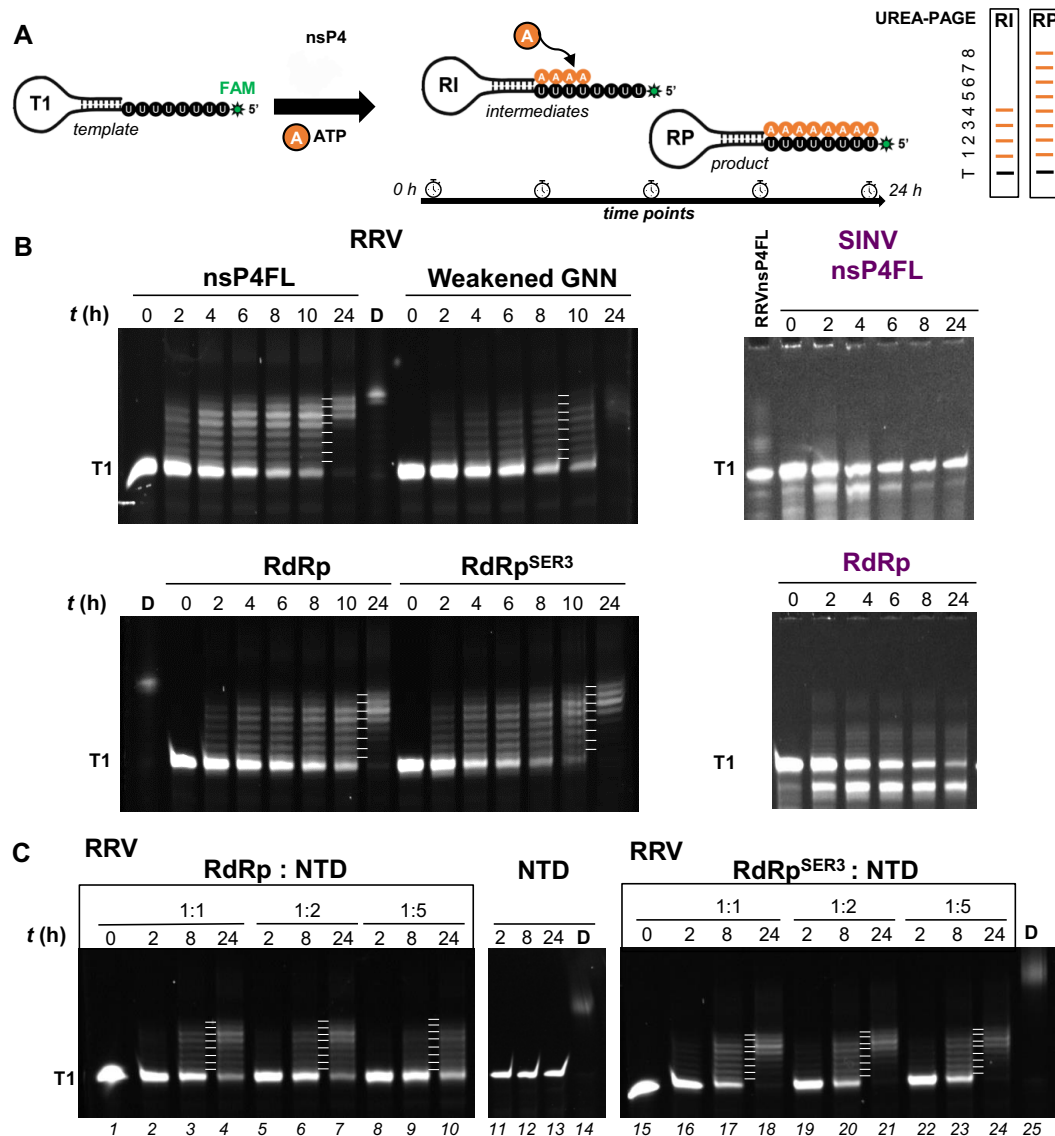 A
nsP4
UREA-PAGE RI RP
FAM
T1
UUUUUUUU 5'
template
A ATP
A
RI
AAAA
UUUUUUUU 5'
intermediates
RP
AAAAAAAA
UUUUUUUU 5'
product
0 h
24 h
time points
T 1 2 3 4 5 6 7 8
B
RRV
nsP4FL Weakened GNN
t (h) 0 2 4 6 8 10 24 D 0 2 4 6 8 10 24
T1
RRVnsP4FL
SINV
nsP4FL
0 2 4 6 8 24
T1
RdRp RdRpSER3
t (h) D 0 2 4 6 8 10 24 0 2 4 6 8 10 24
T1
RdRp
0 2 4 6 8 24
T1
C
RRV
RdRp : NTD
1:1 1:2 1:5
t (h) 0 2 8 24 2 8 24 2 8 24
T1
1 2 3 4 5 6 7 8 9 10
NTD
2 8 24 D
11 12 13 14
RRV
RdRpSER3 : NTD
1:1 1:2 1:5
0 2 8 24 2 8 24 2 8 24 D
15 16 17 18 19 20 21 22 23 24 25